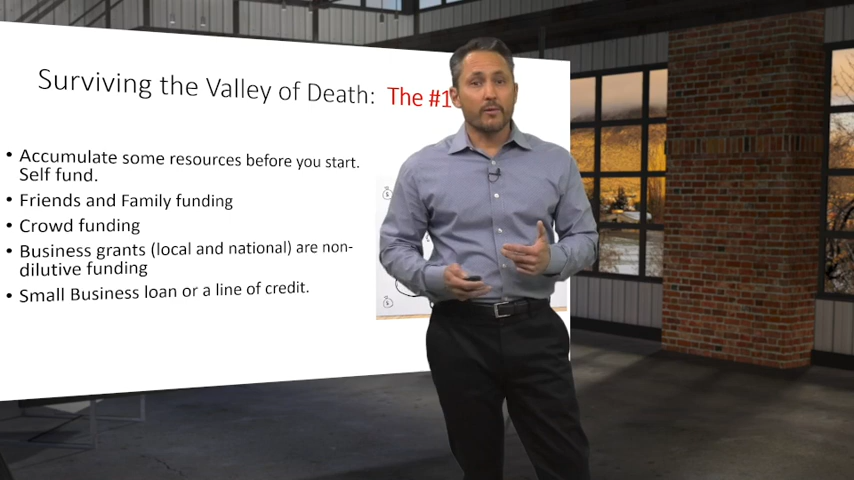 Surviving the Valley of Death: The #1
• Accumulate some resources before you start.
Self fund.
• Friends and Family funding
• Crowd funding
• Business grants (local and national) are non-
dilutive funding
• Small Business loan or a line of credit.
$
$